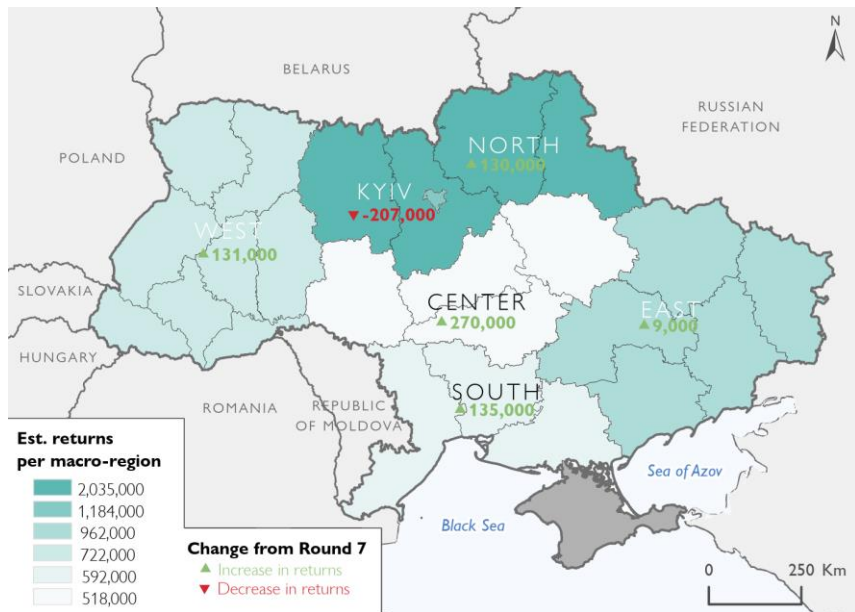 N
BELARUS
RUSSIAN
FEDERATION
POLAND
NORTH
▲ 130,000
KYIV
▼ -207,000
WEST
▲ 131,000
SLOVAKIA
CENTER
▲ 270,000
EAST
▲ 9,000
HUNGARY
SOUTH
▲ 135,000
ROMANIA
REPUBLIC
OF MOLDOVA
Sea of Azov
Black Sea
Est. returns
per macro-region
2,035,000
1,184,000
962,000
722,000
592,000
518,000
Change from Round 7
▲ Increase in returns
▼ Decrease in returns
0 250 Km